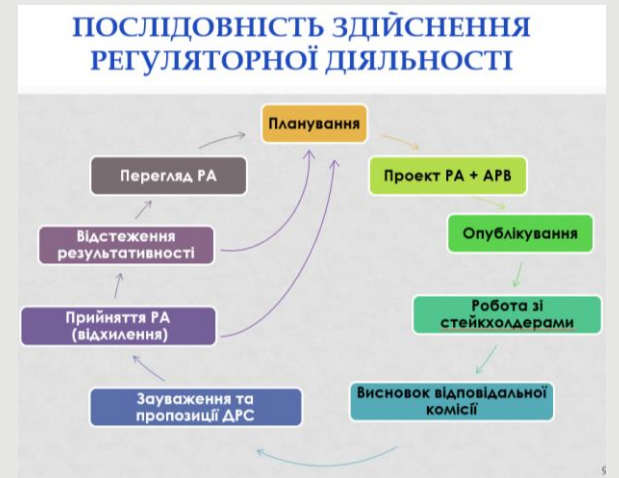 ПОСЛІДОВНІСТЬ ЗДІЙСНЕННЯ
РЕГУЛЯТОРНОЇ ДІЯЛЬНОСТІ
Планування
Проект РА + АРВ
Опублікування
Робота зі
стейкхолдерами
Висновок відповідальної
комісії
Зауваження та
пропозиції ДРС
Прийняття РА
(відхилення)
Відстеження
результативності
Перегляд РА
9